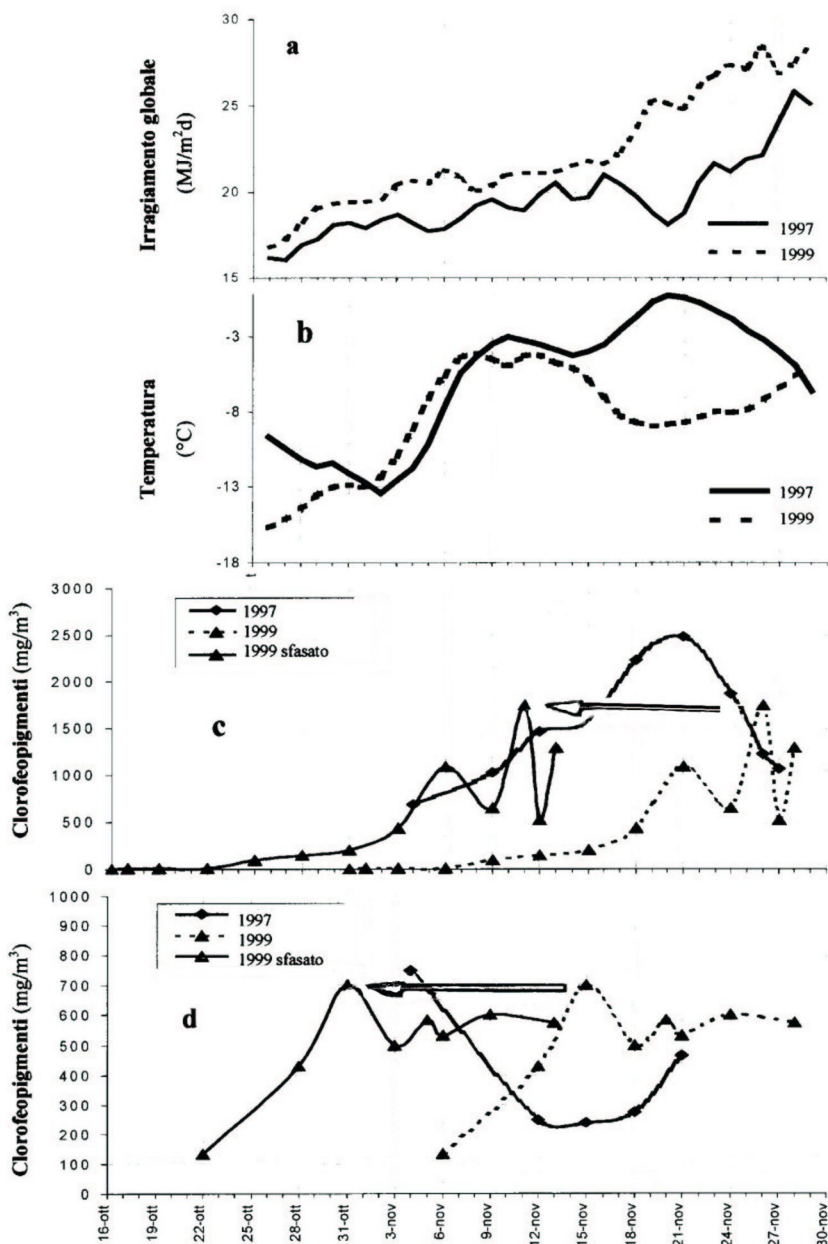 a
Irragiamento globale
(MJ/m²d)
30
25
20
15
1997
1999
b
Temperatura
(°C)
-3
-8
-13
-18
1997
1999
c
Clorofeopigmenti (mg/m³)
3000
2500
2000
1500
1000
500
0
1997
1999
1999 sfasato
d
Clorofeopigmenti (mg/m³)
1000
900
800
700
600
500
400
300
200
100
0
1997
1999
1999 sfasato
16-ott
19-ott
22-ott
25-ott
28-ott
31-ott
3-nov
6-nov
9-nov
12-nov
15-nov
18-nov
21-nov
24-nov
27-nov
30-nov